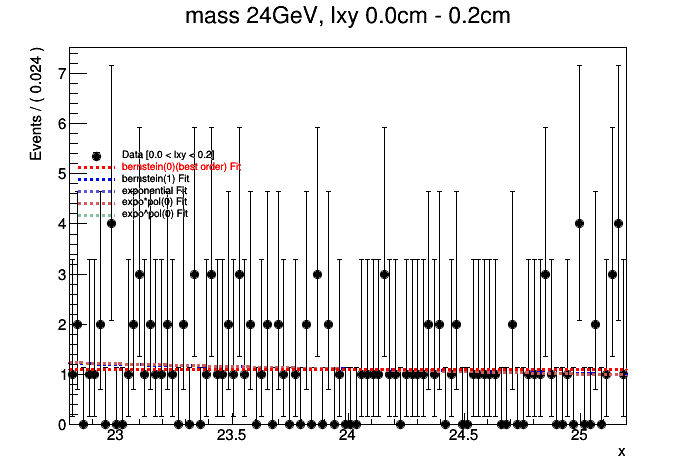 mass 24GeV, lxy 0.0cm - 0.2cm
Events / ( 0.024 )
7
6
5
4
3
2
1
0
Data [0.0 < lxy < 0.2]
bernstein(0)(best order) Fit
bernstein(1) Fit
exponential Fit
expo*pol(0) Fit
expo^pol(0) Fit
23
23.5
24
24.5
25
x